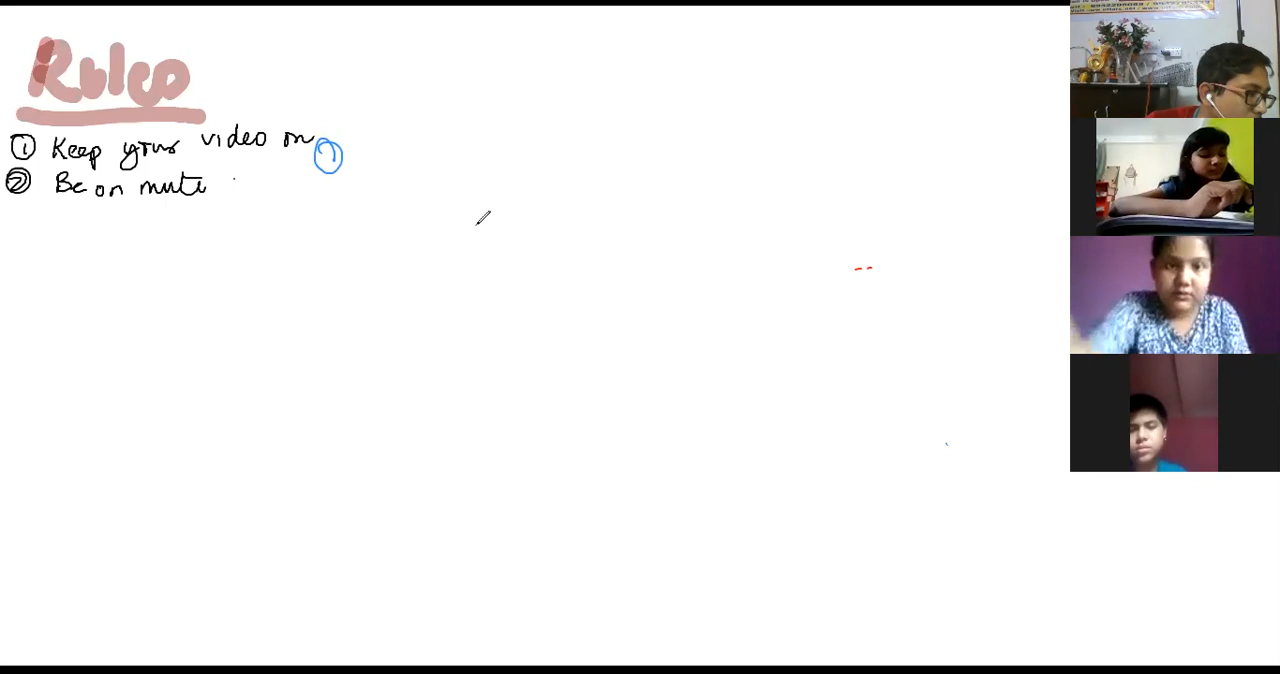 Rules
① Keep your video on
② Be on mute